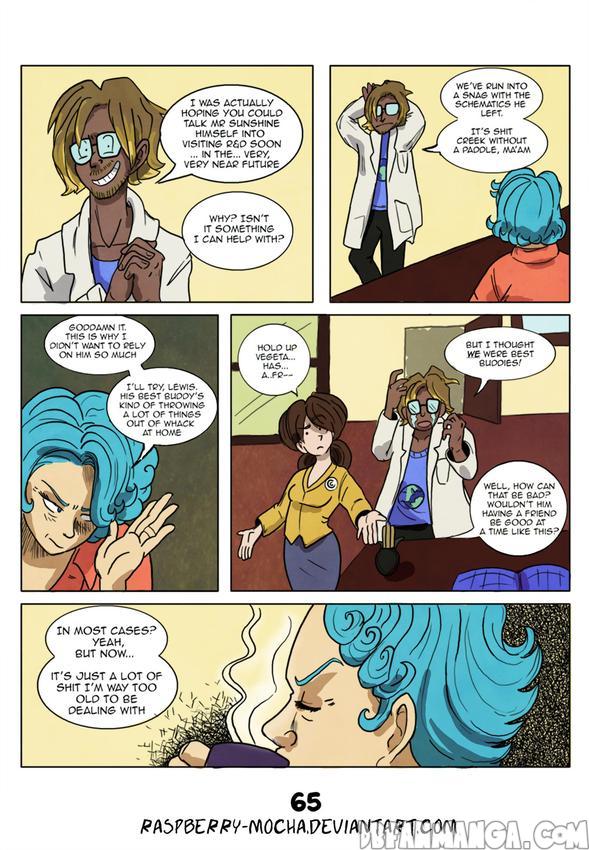 I WAS ACTUALLY
HOPING YOU COULD
TALK MR SUNSHINE
HIMSELF INTO
VISITING R&D SOON
... IN THE... VERY,
VERY NEAR FUTURE
WHY? ISN'T
IT SOMETHING
I CAN HELP WITH?
WE'VE RUN INTO
A SNAG WITH THE
SCHEMATICS HE
LEFT.
IT'S SHIT
CREEK WITHOUT
A PADDLE, MA'AM
GODDAMN IT.
THIS IS WHY I
DIDN'T WANT TO RELY
ON HIM SO MUCH
I'LL TRY, LEWIS.
HIS BEST BUDDY'S
KIND OF THROWING
A LOT OF THINGS
OUT OF WHACK
AT HOME
HOLD UP
VEGETA...
HAS...
A..FR--
BUT I THOUGHT
WE WERE BEST
BUDDIES!
WELL, HOW CAN
THAT BE BAD?
WOULDN'T HIM
HAVING A FRIEND
BE GOOD AT
A TIME LIKE THIS?
IN MOST CASES?
YEAH,
BUT NOW...
IT'S JUST A LOT OF
SHIT I'M WAY TOO
OLD TO BE
DEALING WITH
65
RASPBERRY-MOCHA.DEVIANTART.COM
DBFANMANGA.COM